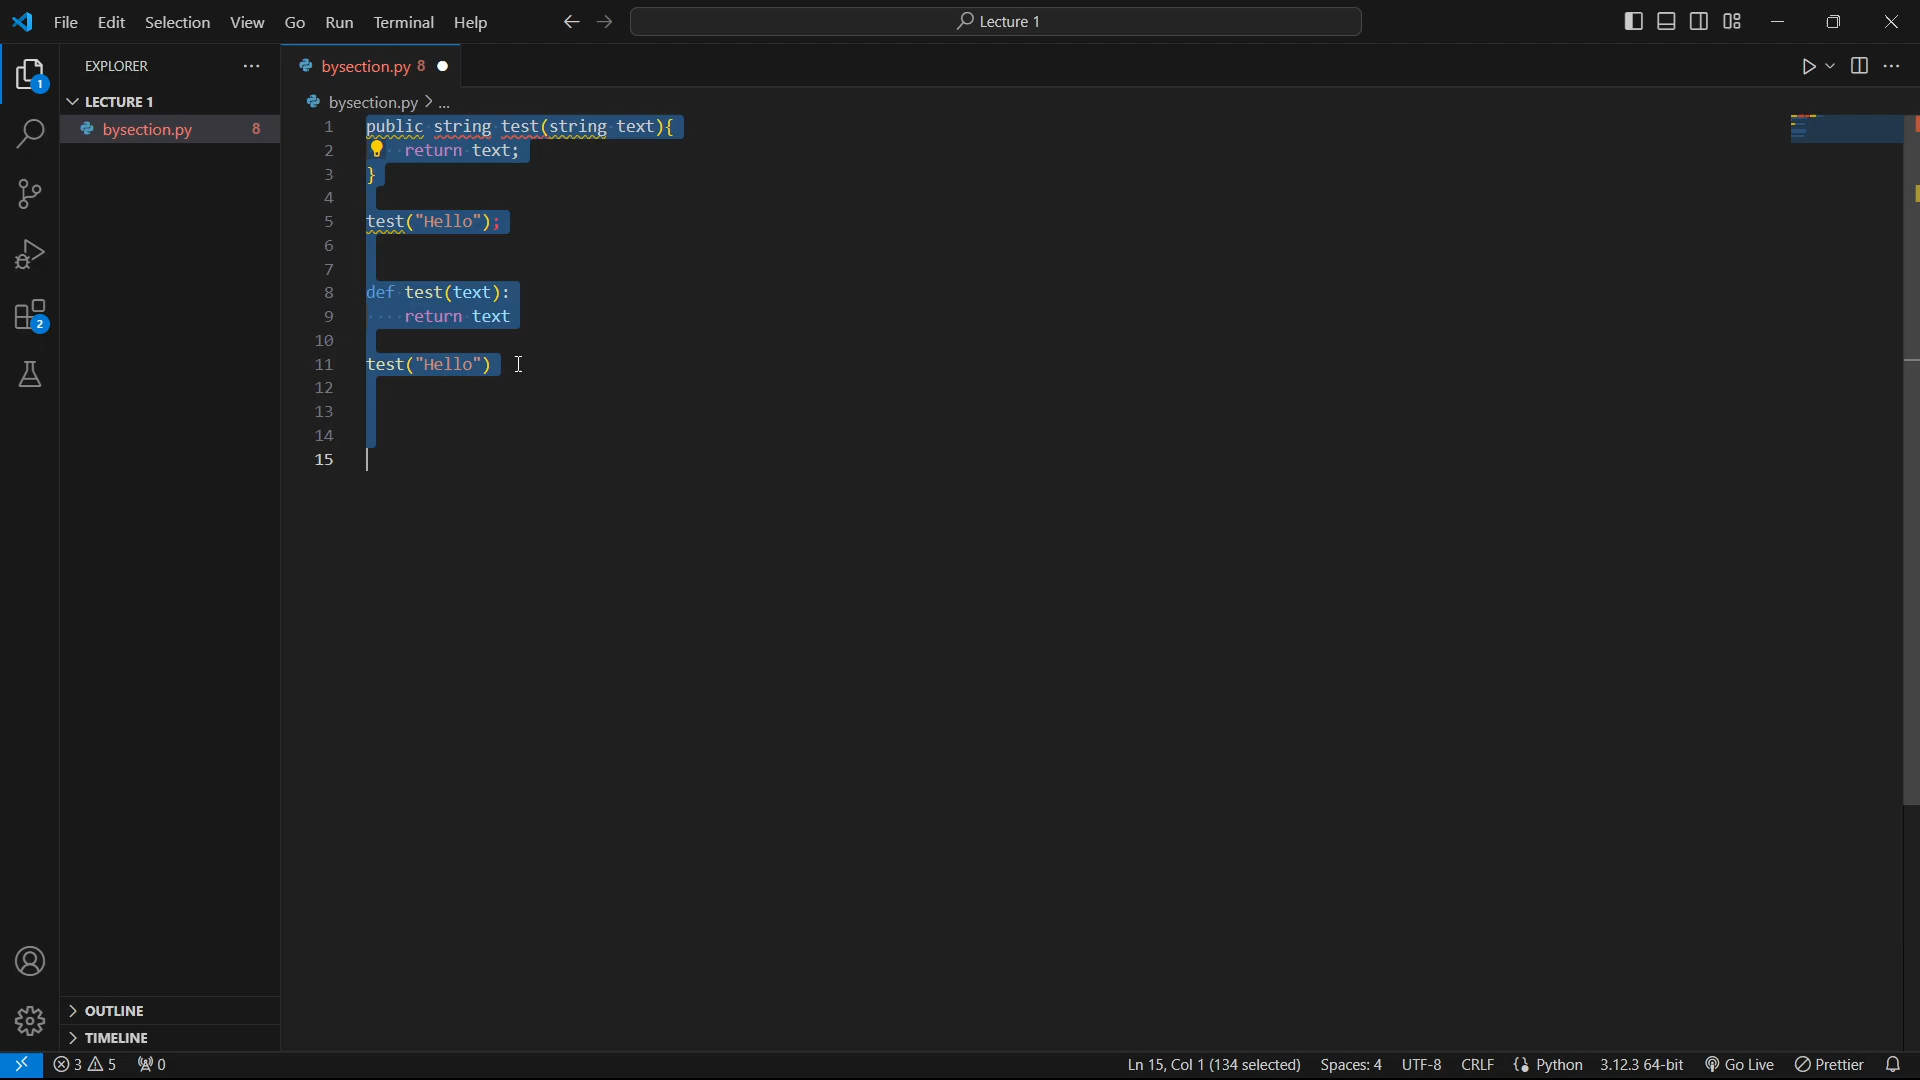 File Edit Selection View Go Run Terminal Help Lecture 1
EXPLORER
bysection.py 8
LECTURE 1
bysection.py 8
bysection.py > ...
1 public string test(string text){
2 return text;
3 }
4
5 test("Hello");
6
7
8 def test(text):
9 return text
10
11 test("Hello")
12
13
14
15
1
2
OUTLINE
TIMELINE
3 5 0 Ln 15, Col 1 (134 selected) Spaces: 4 UTF-8 CRLF {} Python 3.12.3 64-bit Go Live Prettier